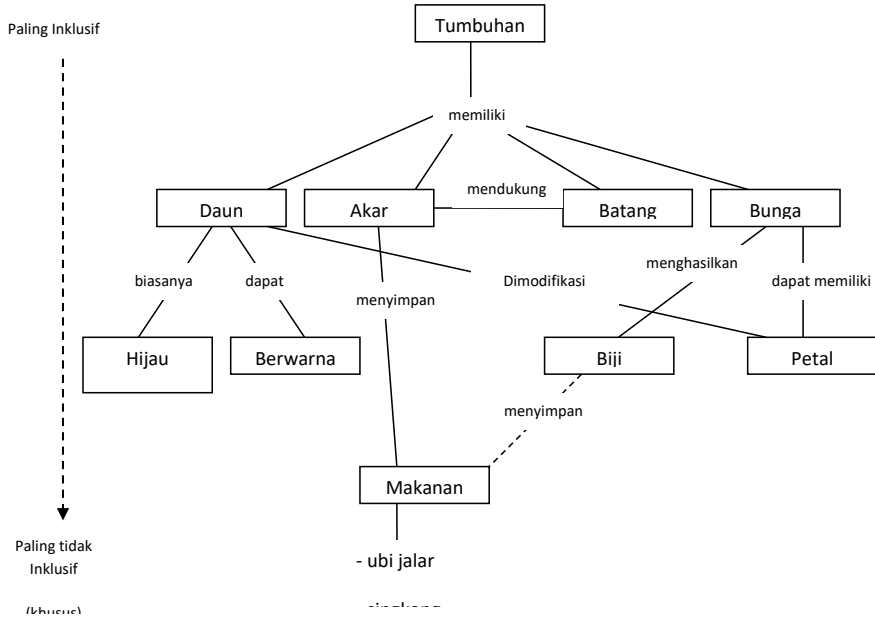 Paling Inklusif
Tumbuhan
memiliki
Daun
Akar
mendukung
Batang
Bunga
biasanya
dapat
menyimpan
Dimodifikasi
menghasilkan
dapat memiliki
Hijau
Berwarna
Biji
Petal
menyimpan
Makanan
Paling tidak
Inklusif
(khusus)
- ubi jalar